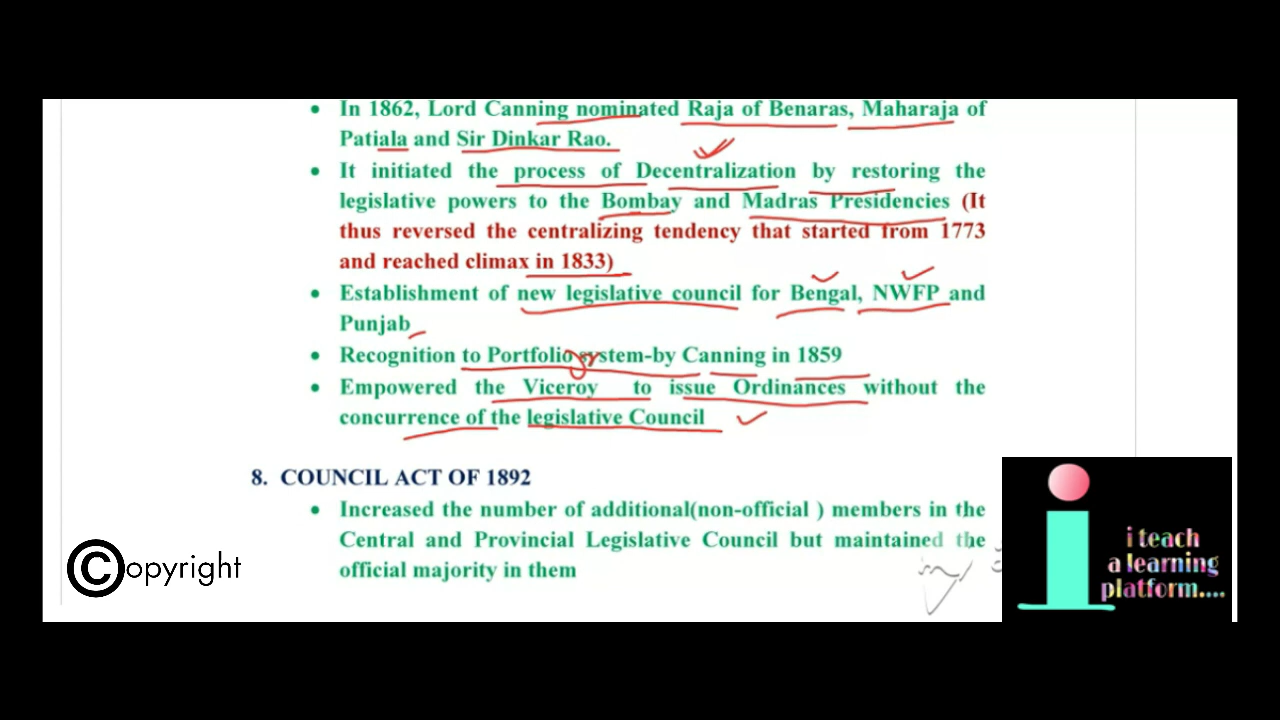 • In 1862, Lord Canning nominated Raja of Benaras, Maharaja of
Patiala and Sir Dinkar Rao.
• It initiated the process of Decentralization by restoring the
legislative powers to the Bombay and Madras Presidencies (It
thus reversed the centralizing tendency that started from 1773
and reached climax in 1833)
• Establishment of new legislative council for Bengal, NWFP and
Punjab
• Recognition to Portfolio system-by Canning in 1859
• Empowered the Viceroy to issue Ordinances without the
concurrence of the legislative Council
8. COUNCIL ACT OF 1892
• Increased the number of additional(non-official ) members in the
Central and Provincial Legislative Council but maintained the
official majority in them
©opyright
i teach
a learning
platform....